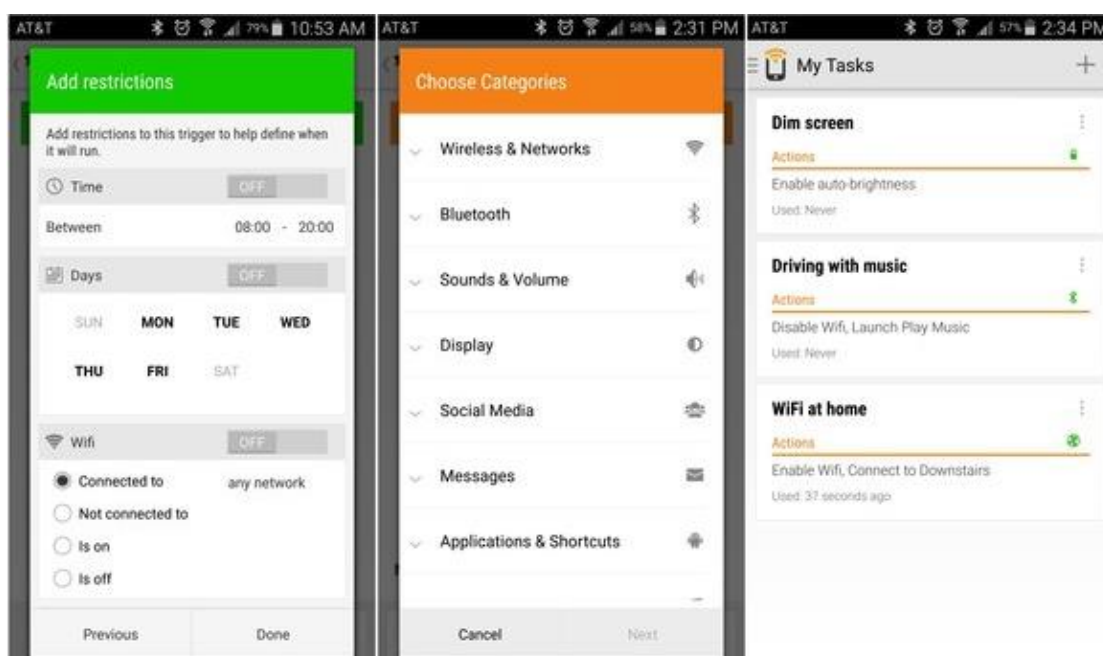 AT&T 79% 10:53 AM
Add restrictions
Add restrictions to this trigger to help define when
it will run.
Time OFF
Between 08:00 - 20:00
Days OFF
SUN MON TUE WED
THU FRI SAT
Wifi OFF
Connected to any network
Not connected to
Is on
Is off
Previous Done
AT&T 58% 2:31 PM
Choose Categories
Wireless & Networks
Bluetooth
Sounds & Volume
Display
Social Media
Messages
Applications & Shortcuts
Cancel Next
AT&T 57% 2:34 PM
My Tasks
Dim screen
Actions
Enable auto-brightness
Used: Never
Driving with music
Actions
Disable Wifi, Launch Play Music
Used: Never
WiFi at home
Actions
Enable Wifi, Connect to Downstairs
Used: 37 seconds ago